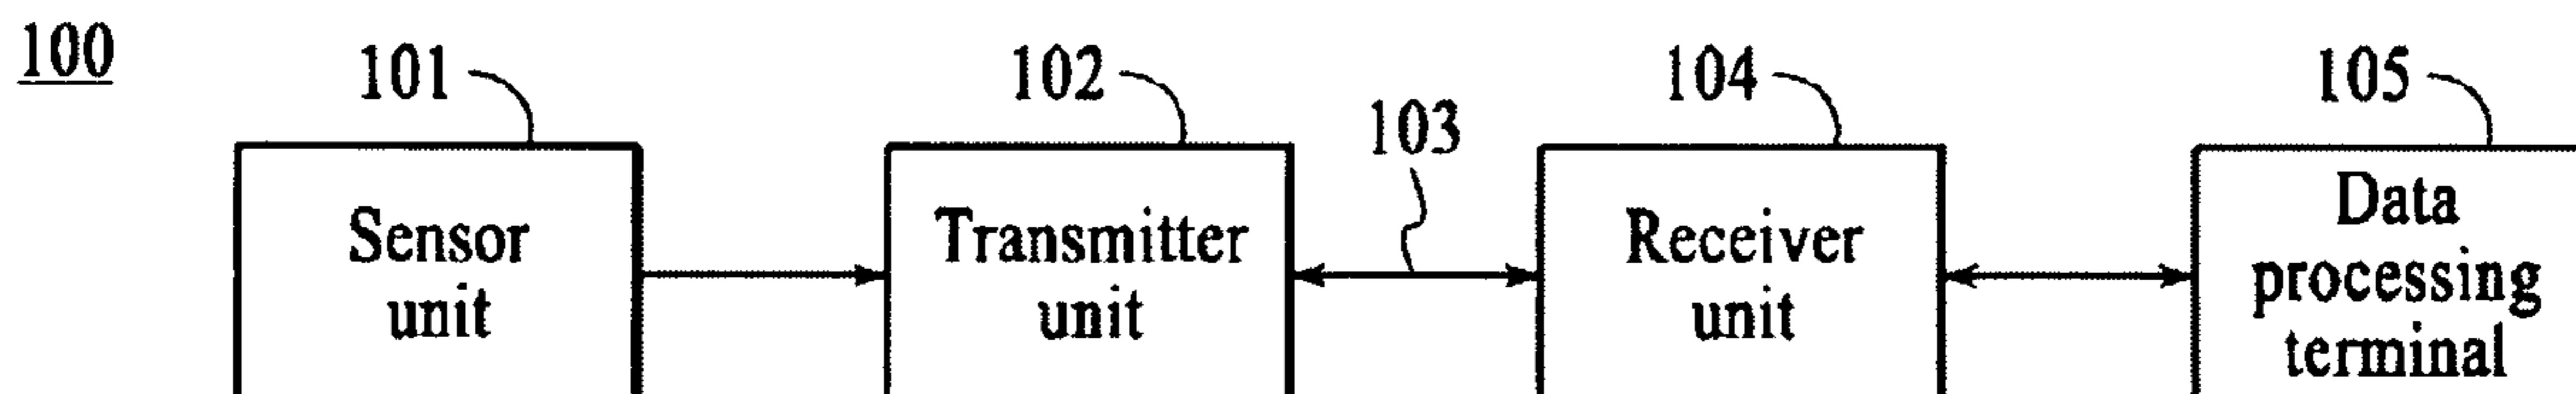 100
101
102
103
104
105
Sensor
unit
Transmitter
unit
Receiver
unit
Data
processing
terminal